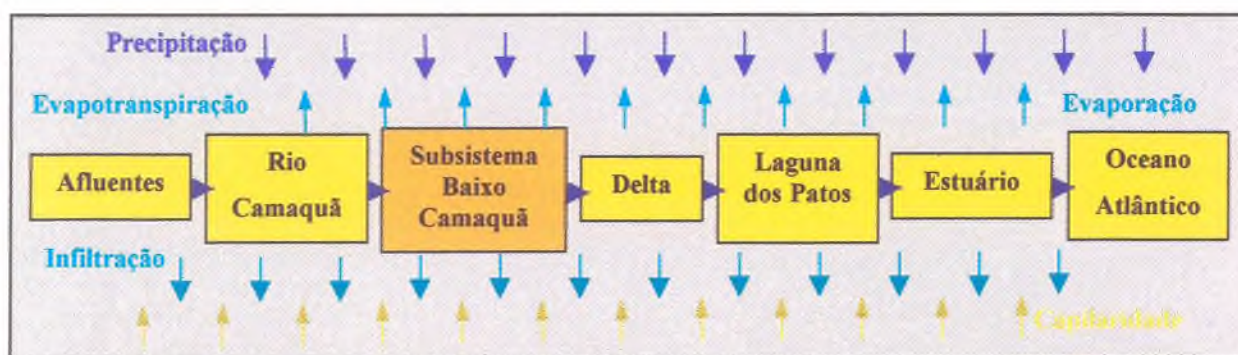 Precipitação
Evapotranspiração
Evaporação
Afluentes
Rio
Camaquã
Subsistema
Baixo
Camaquã
Delta
Laguna
dos Patos
Estuário
Oceano
Atlântico
Infiltração
Capilaridade